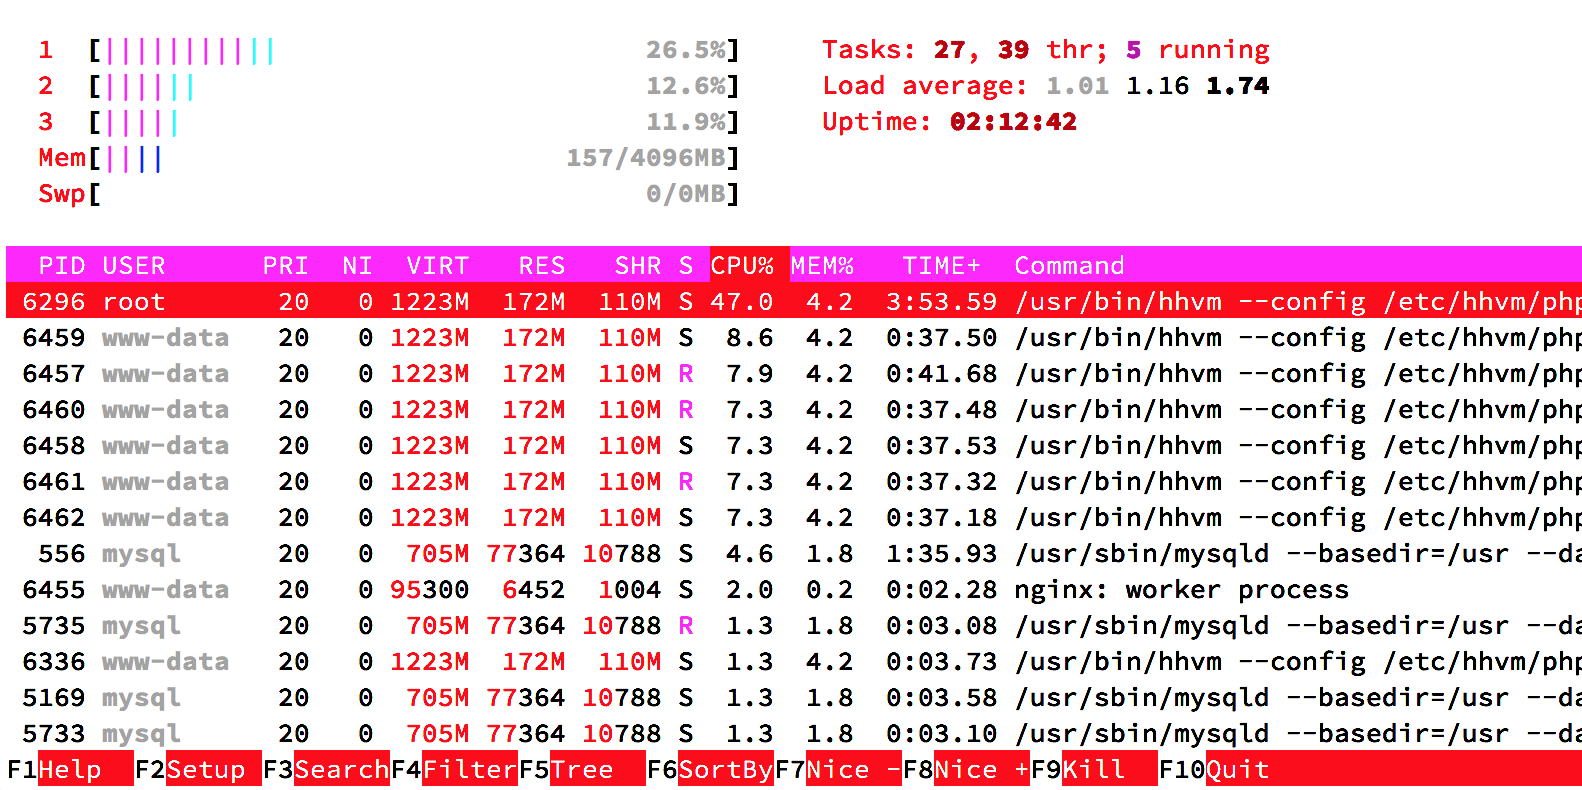 1 [||||||||||| 26.5%] Tasks: 27, 39 thr; 5 running
2 [|||||| 12.6%] Load average: 1.01 1.16 1.74
3 [||||| 11.9%] Uptime: 02:12:42
Mem[|||| 157/4096MB]
Swp[ 0/0MB]
PID USER PRI NI VIRT RES SHR S CPU% MEM% TIME+ Command
6296 root 20 0 1223M 172M 110M S 47.0 4.2 3:53.59 /usr/bin/hhvm --config /etc/hhvm/php
6459 www-data 20 0 1223M 172M 110M S 8.6 4.2 0:37.50 /usr/bin/hhvm --config /etc/hhvm/php
6457 www-data 20 0 1223M 172M 110M R 7.9 4.2 0:41.68 /usr/bin/hhvm --config /etc/hhvm/php
6460 www-data 20 0 1223M 172M 110M R 7.3 4.2 0:37.48 /usr/bin/hhvm --config /etc/hhvm/php
6458 www-data 20 0 1223M 172M 110M S 7.3 4.2 0:37.53 /usr/bin/hhvm --config /etc/hhvm/php
6461 www-data 20 0 1223M 172M 110M R 7.3 4.2 0:37.32 /usr/bin/hhvm --config /etc/hhvm/php
6462 www-data 20 0 1223M 172M 110M S 7.3 4.2 0:37.18 /usr/bin/hhvm --config /etc/hhvm/php
556 mysql 20 0 705M 77364 10788 S 4.6 1.8 1:35.93 /usr/sbin/mysqld --basedir=/usr --da
6455 www-data 20 0 95300 6452 1004 S 2.0 0.2 0:02.28 nginx: worker process
5735 mysql 20 0 705M 77364 10788 R 1.3 1.8 0:03.08 /usr/sbin/mysqld --basedir=/usr --da
6336 www-data 20 0 1223M 172M 110M S 1.3 4.2 0:03.73 /usr/bin/hhvm --config /etc/hhvm/php
5169 mysql 20 0 705M 77364 10788 S 1.3 1.8 0:03.58 /usr/sbin/mysqld --basedir=/usr --da
5733 mysql 20 0 705M 77364 10788 S 1.3 1.8 0:03.10 /usr/sbin/mysqld --basedir=/usr --da
F1Help F2Setup F3SearchF4FilterF5Tree F6SortByF7Nice -F8Nice +F9Kill F10Quit